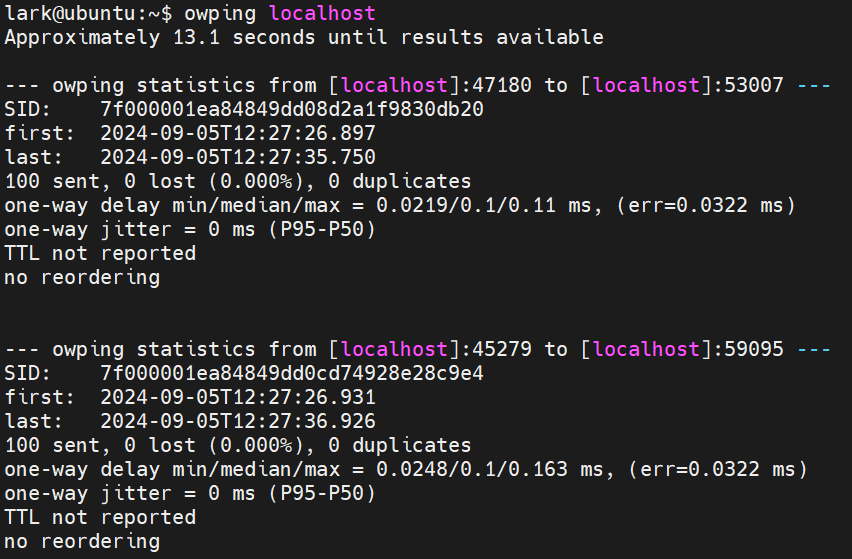 lark@ubuntu:~$ owping localhost
Approximately 13.1 seconds until results available

--- owping statistics from [localhost]:47180 to [localhost]:53007 ---
SID:    7f000001ea84849dd08d2a1f9830db20
first:  2024-09-05T12:27:26.897
last:   2024-09-05T12:27:35.750
100 sent, 0 lost (0.000%), 0 duplicates
one-way delay min/median/max = 0.0219/0.1/0.11 ms, (err=0.0322 ms)
one-way jitter = 0 ms (P95-P50)
TTL not reported
no reordering


--- owping statistics from [localhost]:45279 to [localhost]:59095 ---
SID:    7f000001ea84849dd0cd74928e28c9e4
first:  2024-09-05T12:27:26.931
last:   2024-09-05T12:27:36.926
100 sent, 0 lost (0.000%), 0 duplicates
one-way delay min/median/max = 0.0248/0.1/0.163 ms, (err=0.0322 ms)
one-way jitter = 0 ms (P95-P50)
TTL not reported
no reordering